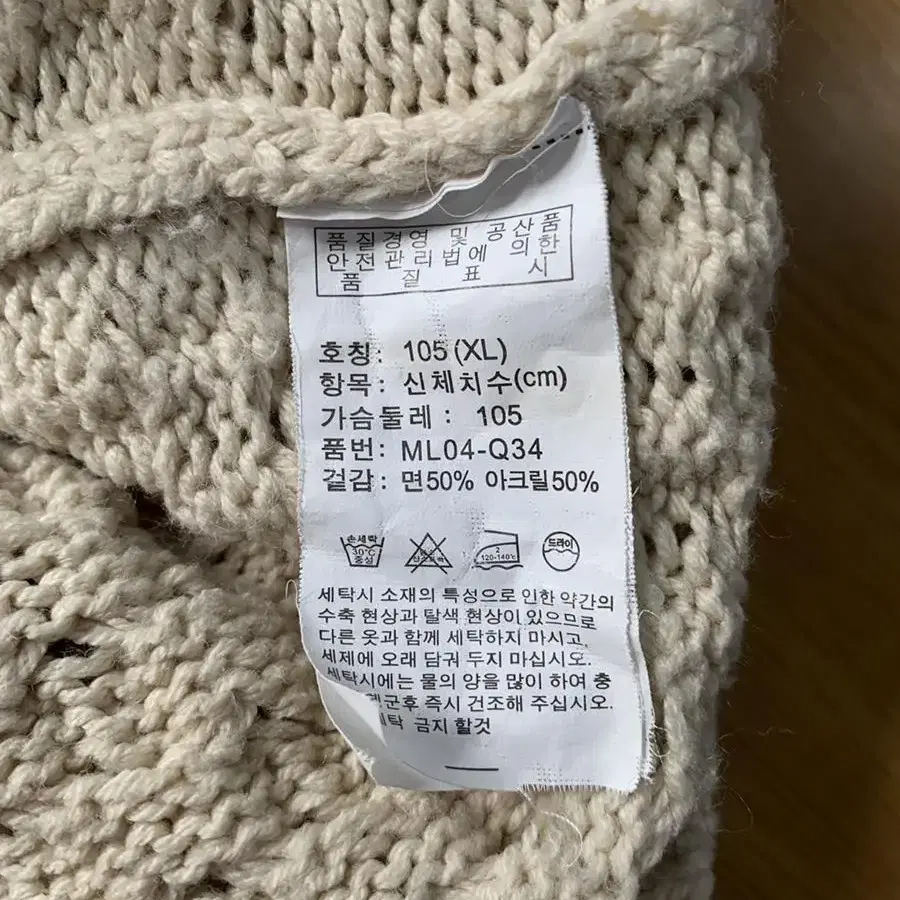 품질경영 및 공산품
안전관리법에 의한
품 질 표 시
호칭: 105(XL)
항목: 신체치수(cm)
가슴둘레: 105
품번: ML04-Q34
겉감: 면50% 아크릴50%
손세탁
30℃
중성
2
120-140℃
드라이
세탁시 소재의 특성으로 인한 약간의
수축 현상과 탈색 현상이 있으므로
다른 옷과 함께 세탁하지 마시고,
세제에 오래 담궈 두지 마십시오.
세탁시에는 물의 양을 많이 하여 충
헹군후 즉시 건조해 주십시오.
금지 할것